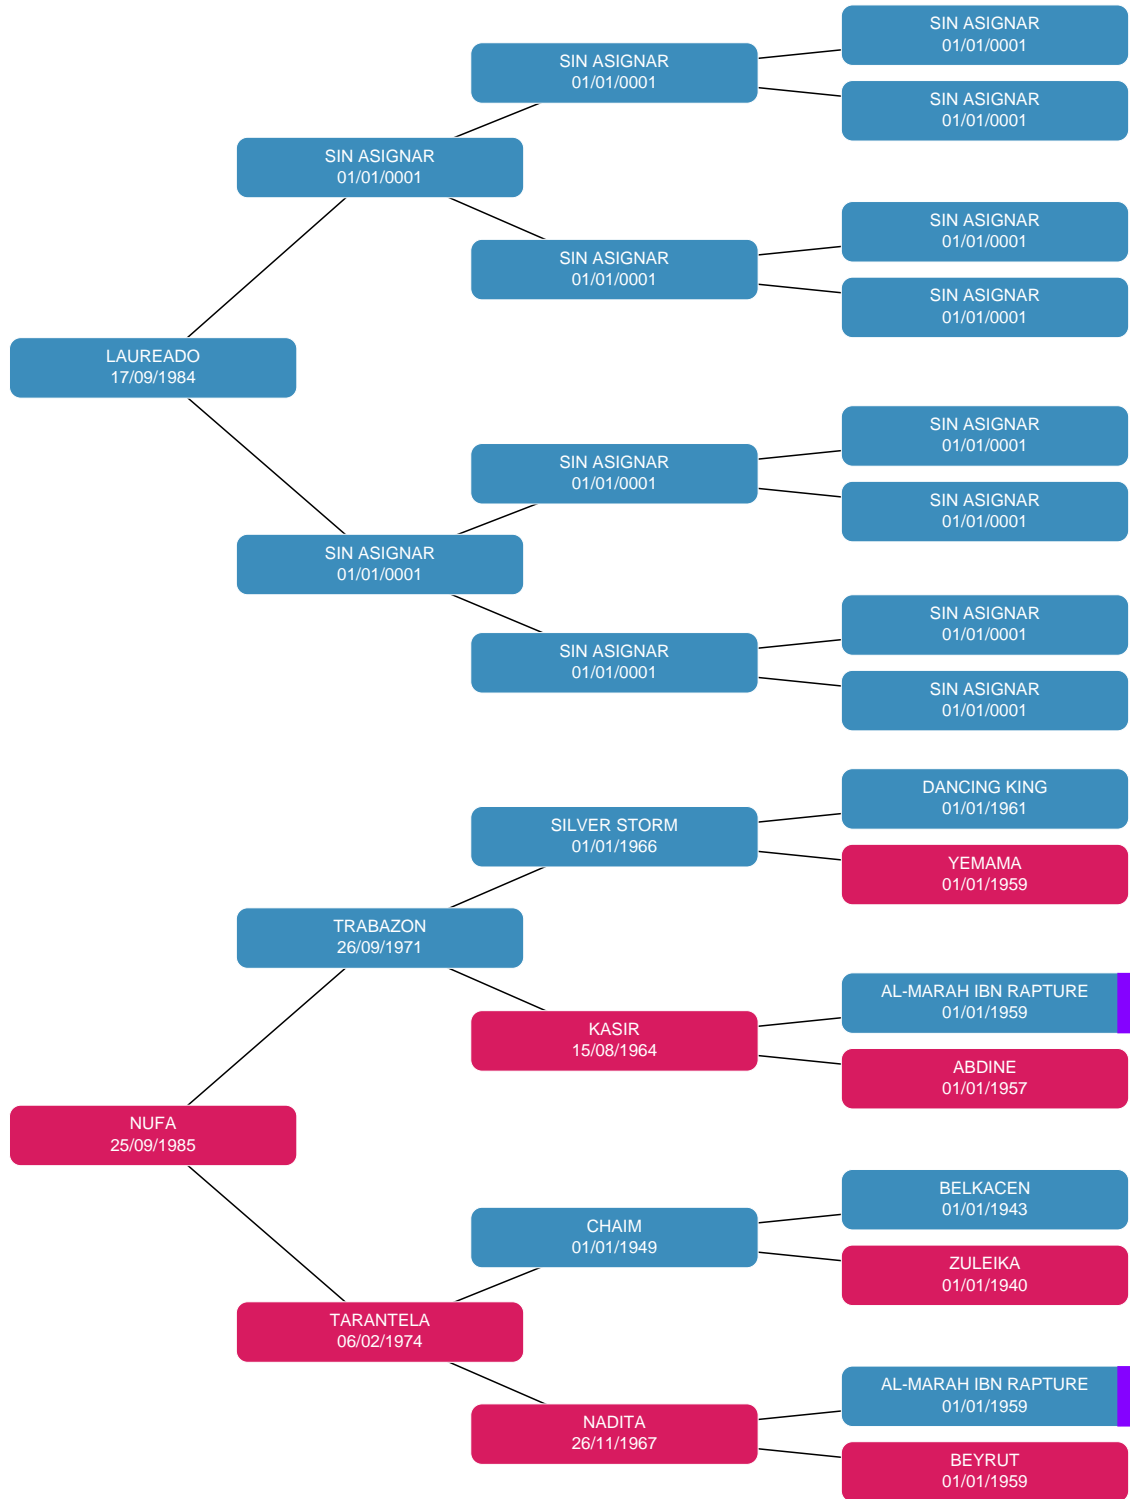 SIN ASIGNAR
01/01/0001
SIN ASIGNAR
01/01/0001
SIN ASIGNAR
01/01/0001
SIN ASIGNAR
01/01/0001
SIN ASIGNAR
01/01/0001
SIN ASIGNAR
01/01/0001
SIN ASIGNAR
01/01/0001
LAUREADO
17/09/1984
SIN ASIGNAR
01/01/0001
SIN ASIGNAR
01/01/0001
SIN ASIGNAR
01/01/0001
SIN ASIGNAR
01/01/0001
SIN ASIGNAR
01/01/0001
SIN ASIGNAR
01/01/0001
SIN ASIGNAR
01/01/0001
DANCING KING
01/01/1961
SILVER STORM
01/01/1966
YEMAMA
01/01/1959
TRABAZON
26/09/1971
AL-MARAH IBN RAPTURE
01/01/1959
KASIR
15/08/1964
ABDINE
01/01/1957
NUFA
25/09/1985
BELKACEN
01/01/1943
CHAIM
01/01/1949
ZULEIKA
01/01/1940
TARANTELA
06/02/1974
AL-MARAH IBN RAPTURE
01/01/1959
NADITA
26/11/1967
BEYRUT
01/01/1959